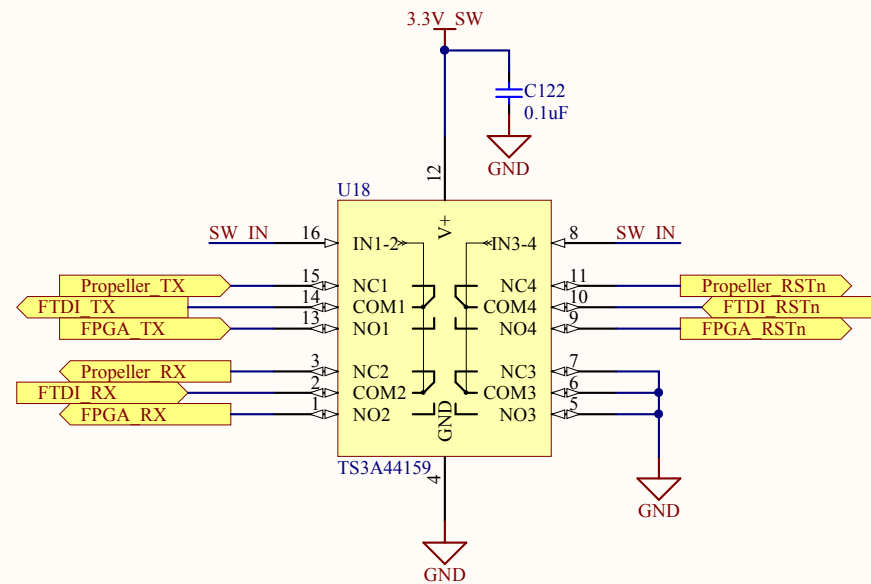 3.3V_SW
C122
0.1uF
GND
12
U18
V+
SW_IN 16 IN1-2 IN3-4 8 SW_IN
Propeller_TX 15 NC1 NC4 11 Propeller_RSTn
FTDI_TX 14 COM1 COM4 10 FTDI_RSTn
FPGA_TX 13 NO1 NO4 9 FPGA_RSTn
Propeller_RX 3 NC2 NC3 7
FTDI_RX 2 COM2 COM3 6
FPGA_RX 1 NO2 NO3 5
GND
TS3A44159
4
GND
GND